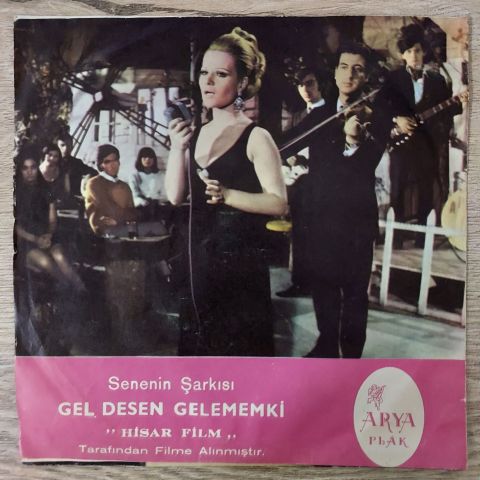 Senenin Şarkısı
GEL DESEN GELEMEMKİ
,, HİSAR FİLM ,,
Tarafından Filme Alınmıştır.
ARYA
PLAK